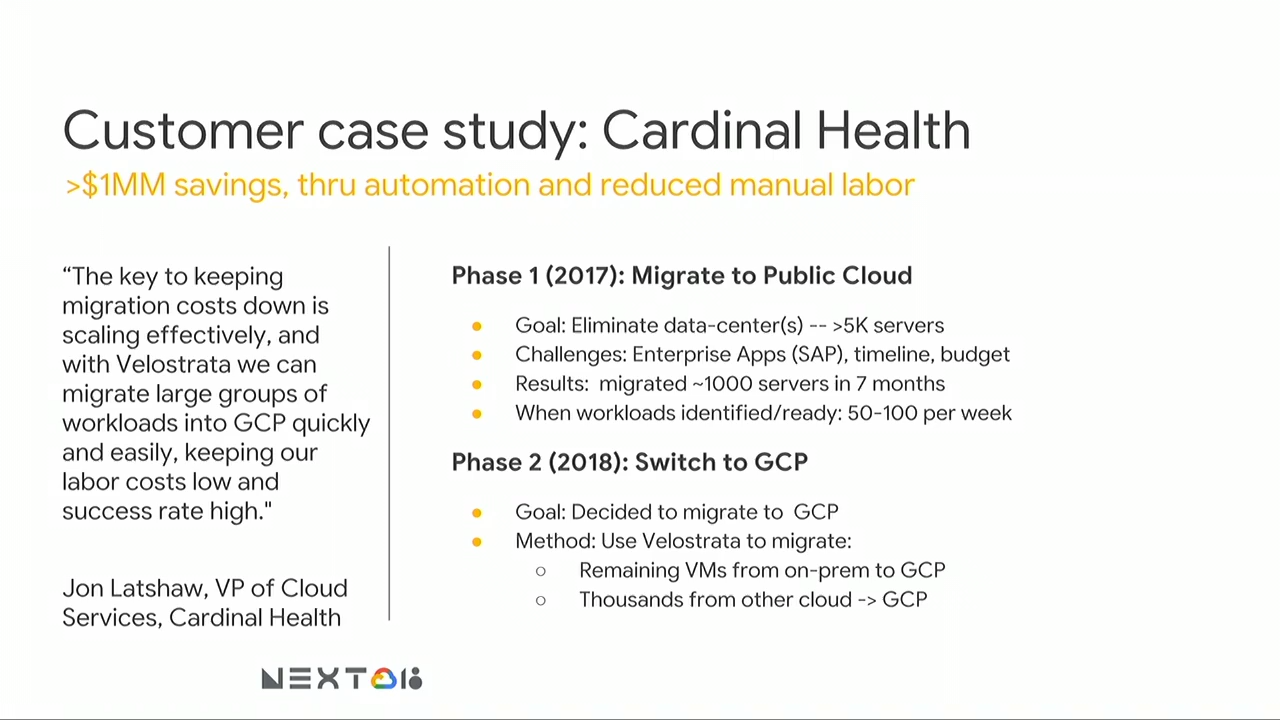 Customer case study: Cardinal Health
>$1MM savings, thru automation and reduced manual labor
“The key to keeping
migration costs down is
scaling effectively, and
with Velostrata we can
migrate large groups of
workloads into GCP quickly
and easily, keeping our
labor costs low and
success rate high."
Jon Latshaw, VP of Cloud
Services, Cardinal Health
Phase 1 (2017): Migrate to Public Cloud
● Goal: Eliminate data-center(s) -- >5K servers
● Challenges: Enterprise Apps (SAP), timeline, budget
● Results:  migrated ~1000 servers in 7 months
● When workloads identified/ready: 50-100 per week
Phase 2 (2018): Switch to GCP
● Goal: Decided to migrate to  GCP
● Method: Use Velostrata to migrate:
○ Remaining VMs from on-prem to GCP
○ Thousands from other cloud -> GCP
NEXT 18